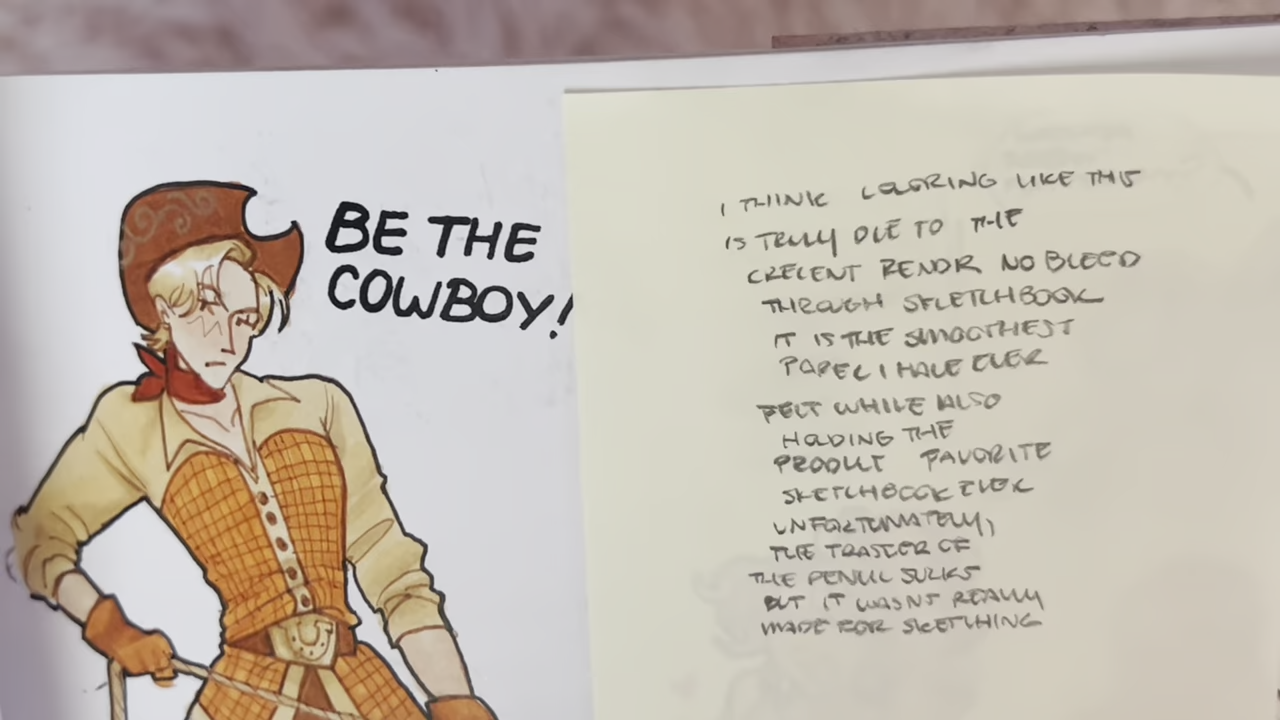 BE THE
COWBOY!
I THINK COLORING LIKE THIS
IS TRULY DUE TO THE
CRECENT RENDR NO BLEED
THROUGH SKETCHBOOK
IT IS THE SMOOTHEST
PAPER I HAVE EVER
FELT WHILE ALSO
HOLDING THE
PRODUCT FAVORITE
SKETCHBOOK EVER
UNFORTUNATELY,
THE TRASFER OF
THE PENCIL SUCKS
BUT IT WASNT REALLY
MADE FOR SKETCHING